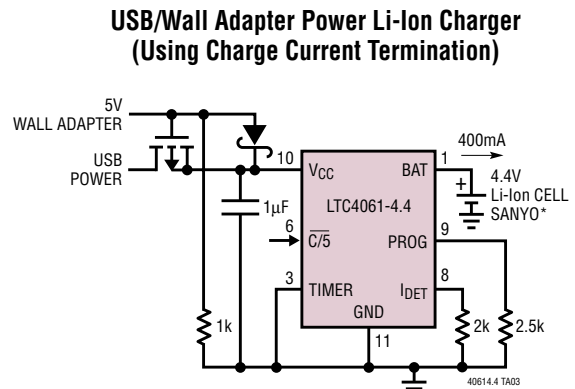 USB/Wall Adapter Power Li-Ion Charger
(Using Charge Current Termination)
5V
WALL ADAPTER
USB
POWER
10
VCC
BAT
1
400mA
4.4V
Li-Ion CELL
SANYO*
+
1µF
LTC4061-4.4
6
C/5
PROG
9
3
TIMER
IDET
8
GND
11
1k
2k
2.5k
40614.4 TA03